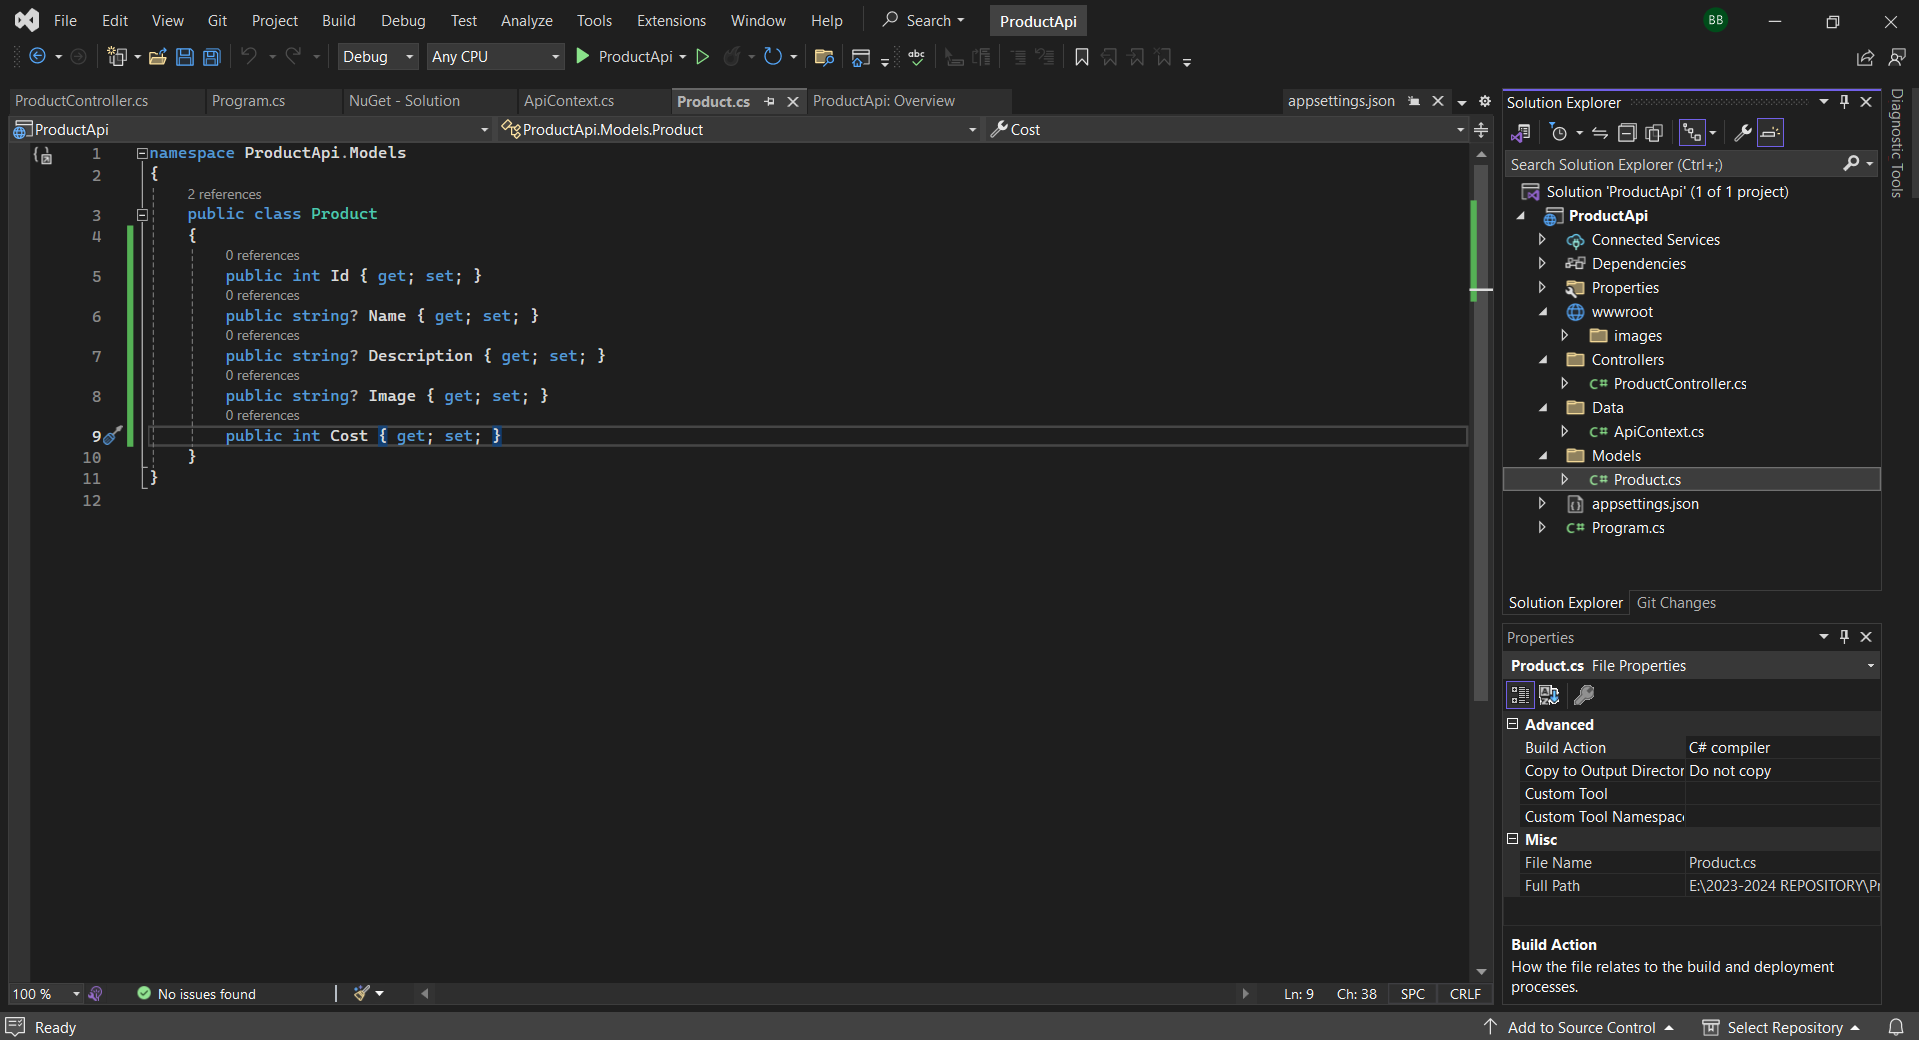 File Edit View Git Project Build Debug Test Analyze Tools Extensions Window Help Search ProductApi BB
Debug Any CPU ProductApi
ProductController.cs Program.cs NuGet - Solution ApiContext.cs Product.cs ProductApi: Overview appsettings.json
ProductApi ProductApi.Models.Product Cost
1 namespace ProductApi.Models
2 {
2 references
3 public class Product
4 {
0 references
5 public int Id { get; set; }
0 references
6 public string? Name { get; set; }
0 references
7 public string? Description { get; set; }
0 references
8 public string? Image { get; set; }
0 references
9 public int Cost { get; set; }
10 }
11 }
12
100 % No issues found Ln: 9 Ch: 38 SPC CRLF
Solution Explorer
Search Solution Explorer (Ctrl+;)
Solution 'ProductApi' (1 of 1 project)
ProductApi
Connected Services
Dependencies
Properties
wwwroot
images
Controllers
C# ProductController.cs
Data
C# ApiContext.cs
Models
C# Product.cs
appsettings.json
C# Program.cs
Solution Explorer Git Changes
Properties
Product.cs File Properties
Advanced
Build Action C# compiler
Copy to Output Director Do not copy
Custom Tool
Custom Tool Namespac
Misc
File Name Product.cs
Full Path E:\2023-2024 REPOSITORY\Pr
Build Action
How the file relates to the build and deployment
processes.
Diagnostic Tools
Ready Add to Source Control Select Repository